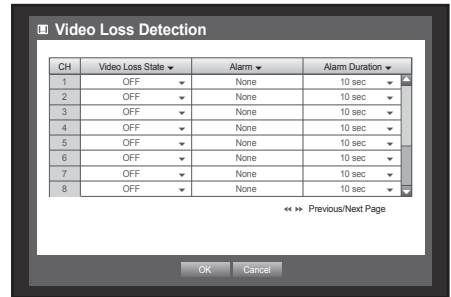 Video Loss Detection
CH Video Loss State Alarm Alarm Duration
1 OFF None 10 sec
2 OFF None 10 sec
3 OFF None 10 sec
4 OFF None 10 sec
5 OFF None 10 sec
6 OFF None 10 sec
7 OFF None 10 sec
8 OFF None 10 sec
Previous/Next Page
OK Cancel